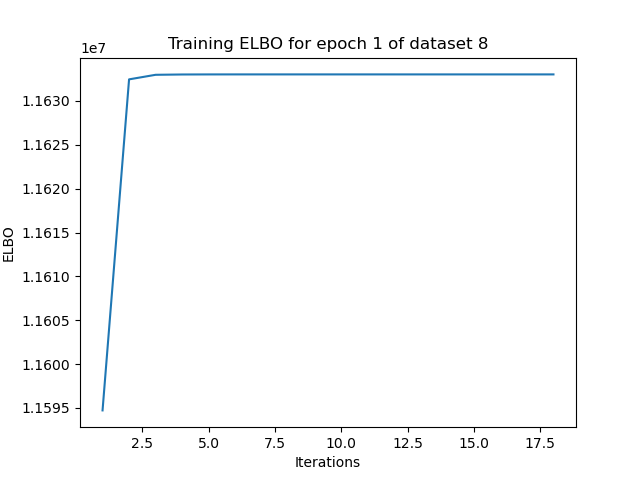 Training ELBO for epoch 1 of dataset 8
1e7
1.1630
1.1625
1.1620
1.1615
1.1610
1.1605
1.1600
1.1595
ELBO
2.5 5.0 7.5 10.0 12.5 15.0 17.5
Iterations